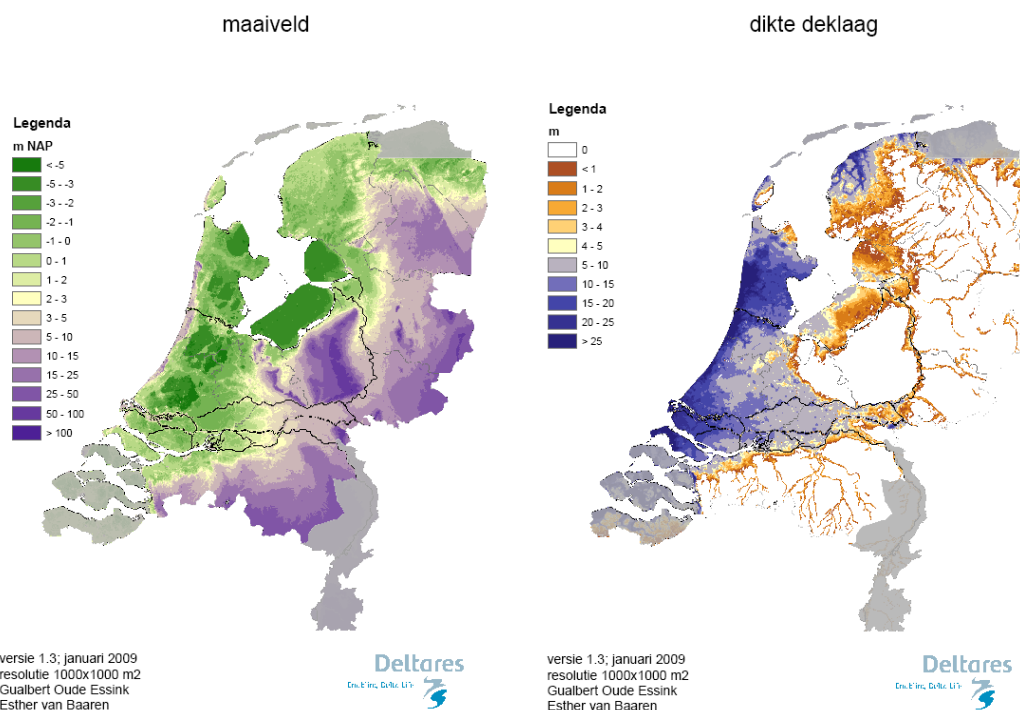 maaiveld
Legenda
m NAP
< -5
-5 - -3
-3 - -2
-2 - -1
-1 - 0
0 - 1
1 - 2
2 - 3
3 - 5
5 - 10
10 - 15
15 - 25
25 - 50
50 - 100
> 100
versie 1.3; januari 2009
resolutie 1000x1000 m2
Gualbert Oude Essink
Esther van Baaren
Deltares
dikte deklaag
Legenda
m
0
< 1
1 - 2
2 - 3
3 - 4
4 - 5
5 - 10
10 - 15
15 - 20
20 - 25
> 25
versie 1.3; januari 2009
resolutie 1000x1000 m2
Gualbert Oude Essink
Esther van Baaren
Deltares